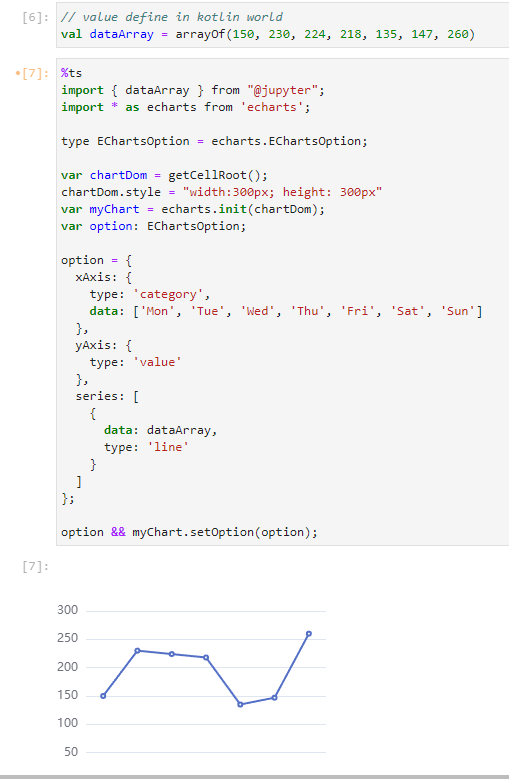 [6]: // value define in kotlin world
val dataArray = arrayOf(150, 230, 224, 218, 135, 147, 260)
•[7]: %ts
import { dataArray } from "@jupyter";
import * as echarts from 'echarts';
type EChartsOption = echarts.EChartsOption;
var chartDom = getCellRoot();
chartDom.style = "width:300px; height: 300px"
var myChart = echarts.init(chartDom);
var option: EChartsOption;
option = {
  xAxis: {
    type: 'category',
    data: ['Mon', 'Tue', 'Wed', 'Thu', 'Fri', 'Sat', 'Sun']
  },
  yAxis: {
    type: 'value'
  },
  series: [
    {
      data: dataArray,
      type: 'line'
    }
  ]
};
option && myChart.setOption(option);
[7]:
300
250
200
150
100
50